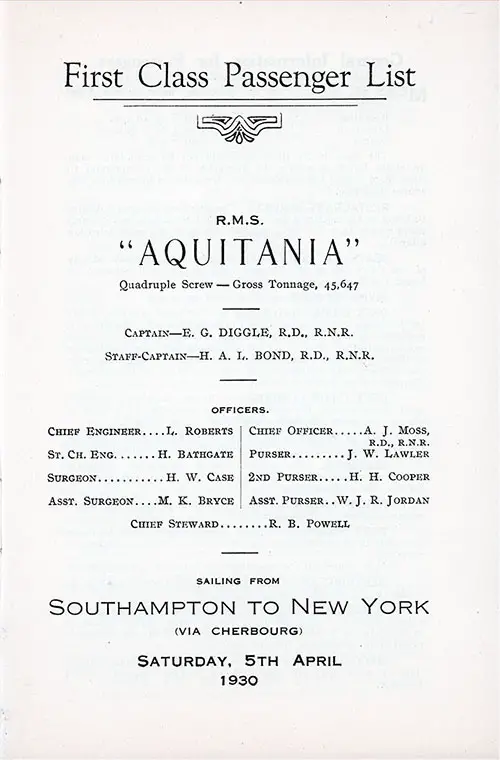 First Class Passenger List
R.M.S.
"AQUITANIA"
Quadruple Screw — Gross Tonnage, 45,647
Captain—E. G. DIGGLE, R.D., R.N.R.
Staff-Captain—H. A. L. BOND, R.D., R.N.R.
OFFICERS.
Chief Engineer....L. Roberts
St. Ch. Eng.......H. Bathgate
Surgeon...........H. W. Case
Asst. Surgeon....M. K. Bryce
Chief Officer.....A. J. Moss,
R.D., R.N.R.
Purser.........J. W. Lawler
2nd Purser.....H. H. Cooper
Asst. Purser..W. J. R. Jordan
Chief Steward........R. B. Powell
SAILING FROM
Southampton to New York
(VIA CHERBOURG)
Saturday, 5th April
1930